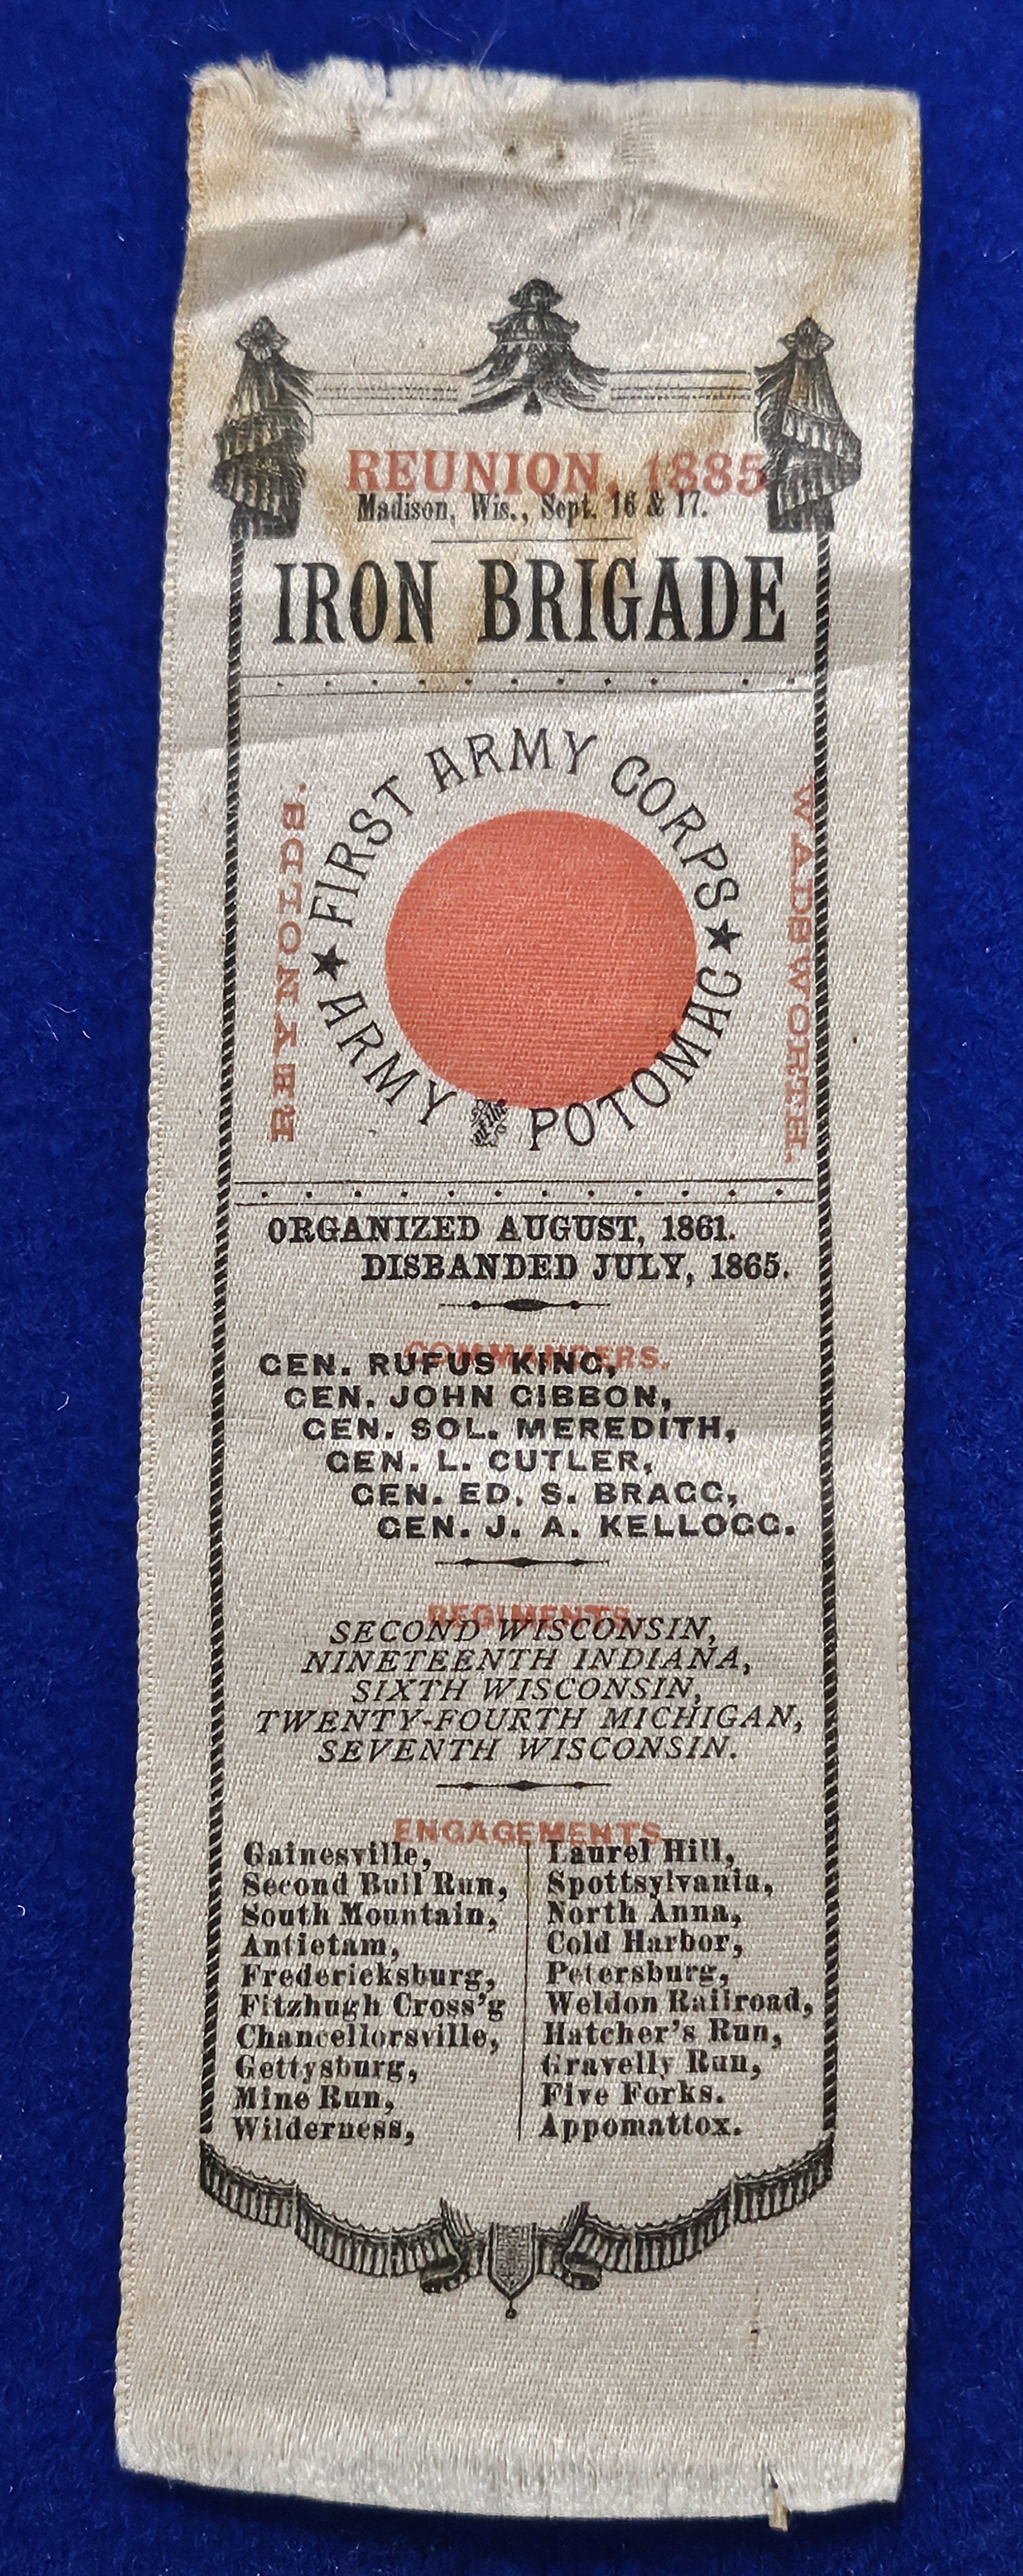 REUNION, 1885
Madison, Wis., Sept. 16 & 17.
IRON BRIGADE
REYNOLDS.
★ FIRST ARMY CORPS ★
ARMY OF THE POTOMAC
WADSWORTH.
ORGANIZED AUGUST, 1861.
DISBANDED JULY, 1865.
COMMANDERS.
GEN. RUFUS KING,
GEN. JOHN GIBBON,
GEN. SOL. MEREDITH,
GEN. L. CUTLER,
GEN. ED. S. BRAGG,
GEN. J. A. KELLOGG.
REGIMENTS
SECOND WISCONSIN,
NINETEENTH INDIANA,
SIXTH WISCONSIN,
TWENTY-FOURTH MICHIGAN,
SEVENTH WISCONSIN.
ENGAGEMENTS
Gainesville,
Second Bull Run,
South Mountain,
Antietam,
Fredericksburg,
Fitzhugh Cross'g
Chancellorsville,
Gettysburg,
Mine Run,
Wilderness,
Laurel Hill,
Spottsylvania,
North Anna,
Cold Harbor,
Petersburg,
Weldon Railroad,
Hatcher's Run,
Gravelly Run,
Five Forks.
Appomattox.